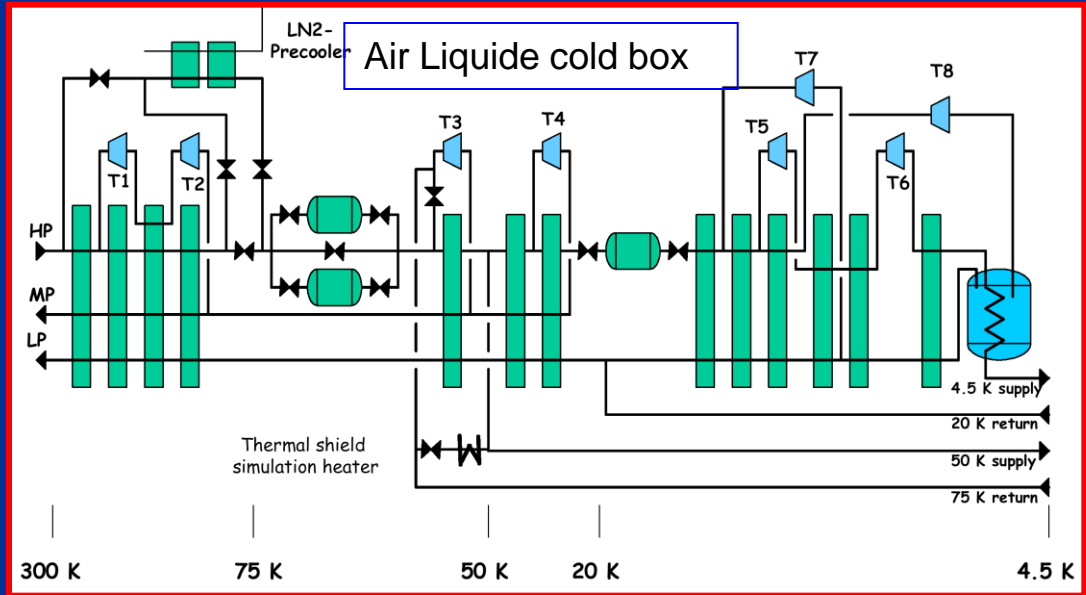 LN2-
Precooler
Air Liquide cold box
T7
T8
T1
T2
T3
T4
T5
T6
HP
MP
LP
4.5 K supply
20 K return
50 K supply
75 K return
Thermal shield
simulation heater
300 K
75 K
50 K
20 K
4.5 K